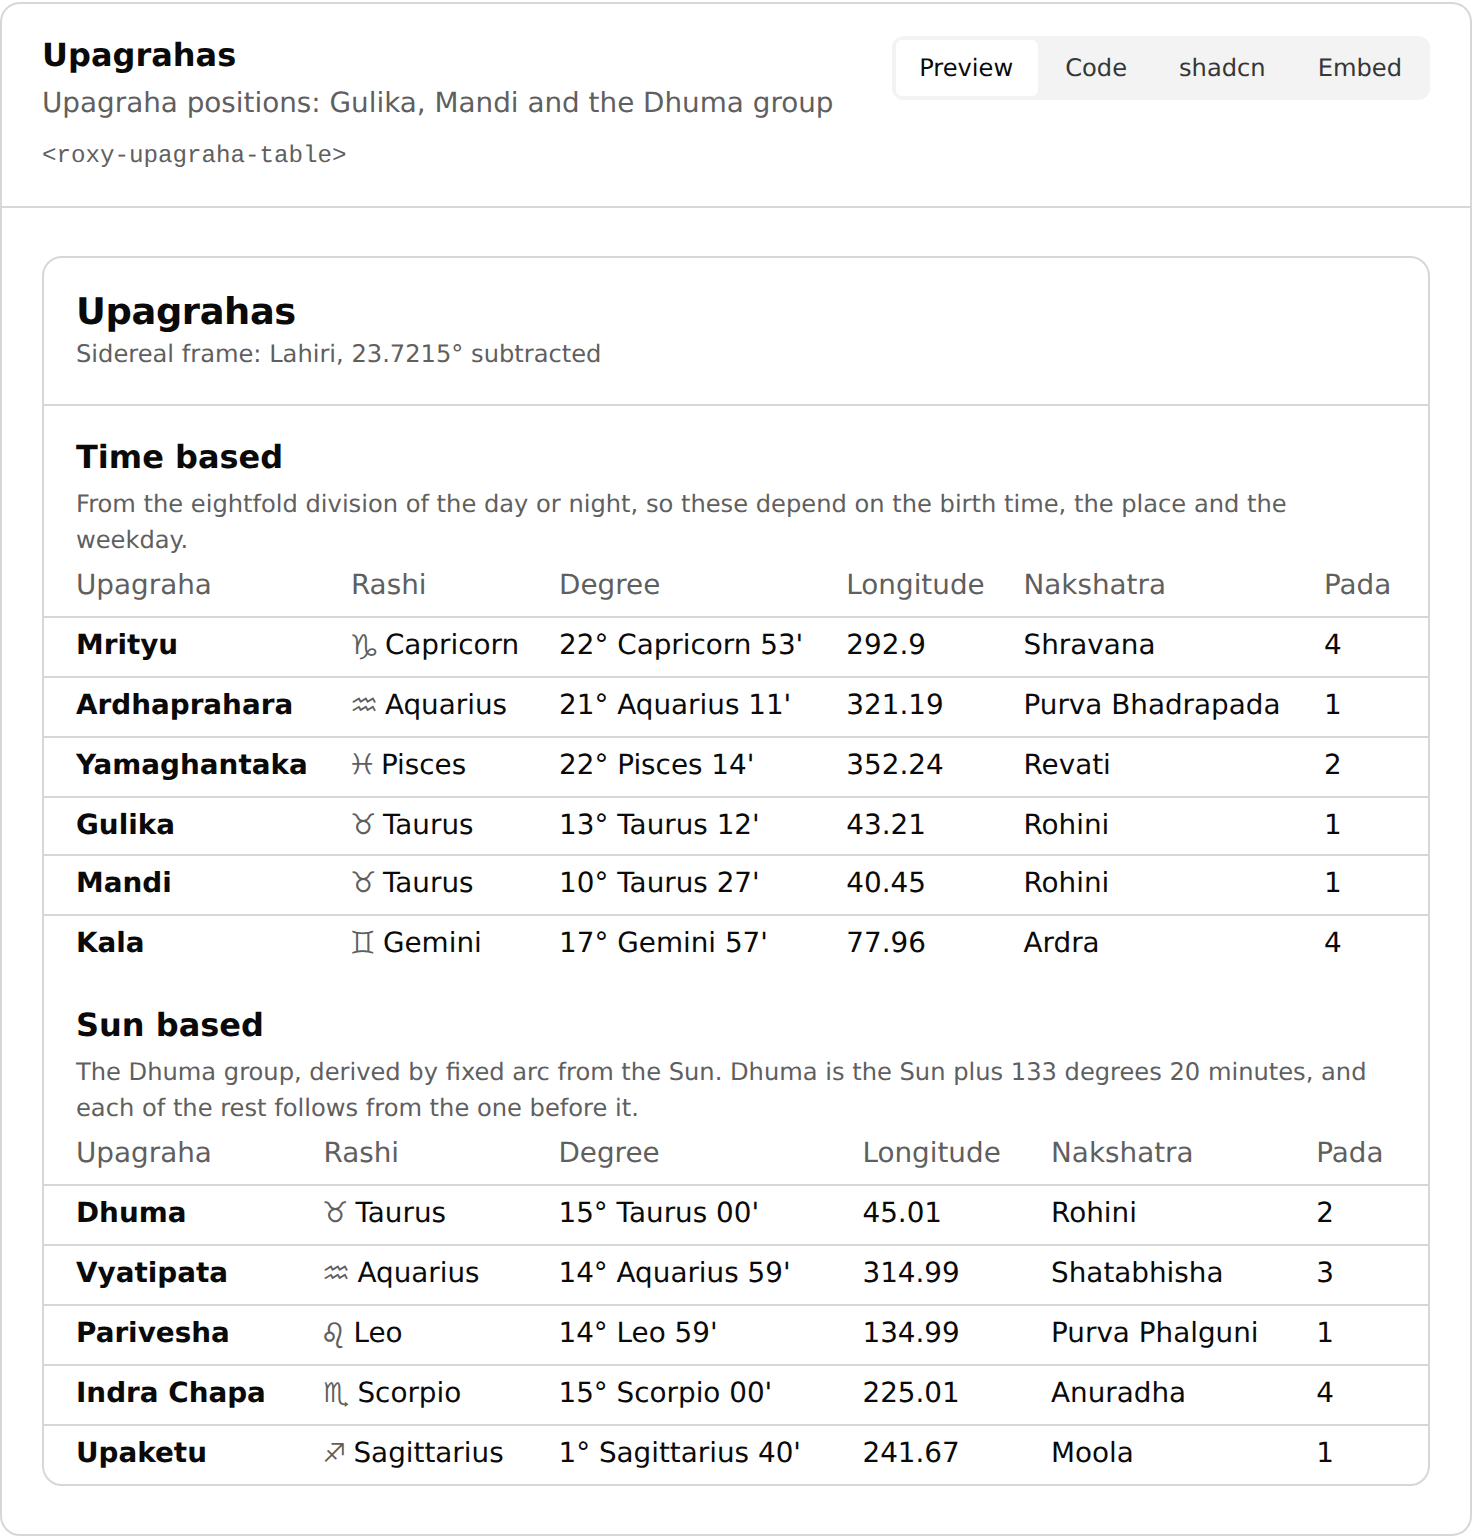 Upagrahas
Preview Code shadcn Embed
Upagraha positions: Gulika, Mandi and the Dhuma group
<roxy-upagraha-table>
Upagrahas
Sidereal frame: Lahiri, 23.7215° subtracted
Time based
From the eightfold division of the day or night, so these depend on the birth time, the place and the
weekday.
Upagraha Rashi Degree Longitude Nakshatra Pada
Mrityu ♑ Capricorn 22° Capricorn 53' 292.9 Shravana 4
Ardhaprahara ♒ Aquarius 21° Aquarius 11' 321.19 Purva Bhadrapada 1
Yamaghantaka ♓ Pisces 22° Pisces 14' 352.24 Revati 2
Gulika ♉ Taurus 13° Taurus 12' 43.21 Rohini 1
Mandi ♉ Taurus 10° Taurus 27' 40.45 Rohini 1
Kala ♊ Gemini 17° Gemini 57' 77.96 Ardra 4
Sun based
The Dhuma group, derived by fixed arc from the Sun. Dhuma is the Sun plus 133 degrees 20 minutes, and
each of the rest follows from the one before it.
Upagraha Rashi Degree Longitude Nakshatra Pada
Dhuma ♉ Taurus 15° Taurus 00' 45.01 Rohini 2
Vyatipata ♒ Aquarius 14° Aquarius 59' 314.99 Shatabhisha 3
Parivesha ♌ Leo 14° Leo 59' 134.99 Purva Phalguni 1
Indra Chapa ♏ Scorpio 15° Scorpio 00' 225.01 Anuradha 4
Upaketu ♐ Sagittarius 1° Sagittarius 40' 241.67 Moola 1